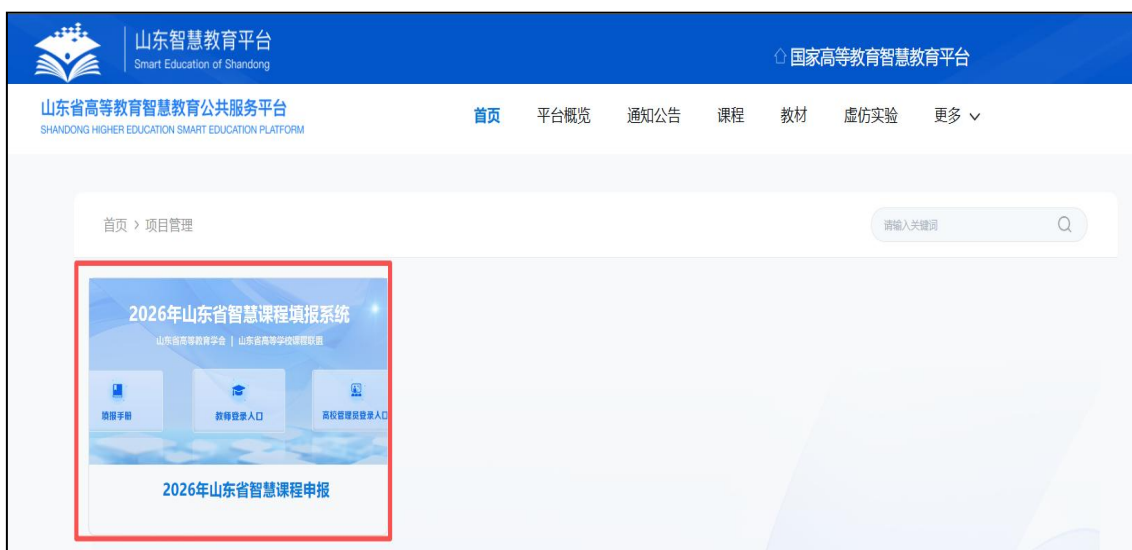 山东智慧教育平台
Smart Education of Shandong
国家高等教育智慧教育平台
山东省高等教育智慧教育公共服务平台
SHANDONG HIGHER EDUCATION SMART EDUCATION PLATFORM
首页 平台概览 通知公告 课程 教材 虚仿实验 更多
首页 > 项目管理
请输入关键词
2026年山东省智慧课程填报系统
山东省高等教育学会 | 山东省高等学校课程联盟
填报手册 教师登录入口 高校管理员登录入口
2026年山东省智慧课程申报